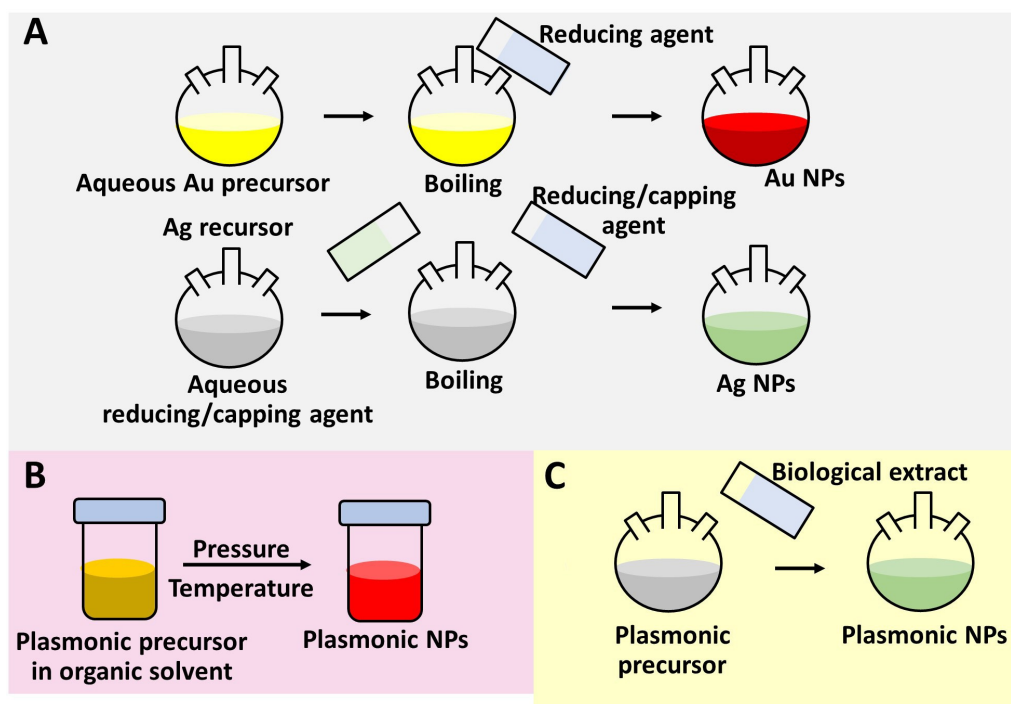 A
Reducing agent
Aqueous Au precursor
Boiling
Au NPs
Ag recursor
Reducing/capping
agent
Aqueous
reducing/capping agent
Boiling
Ag NPs
B
Pressure
Temperature
Plasmonic precursor
in organic solvent
Plasmonic NPs
C
Biological extract
Plasmonic
precursor
Plasmonic NPs